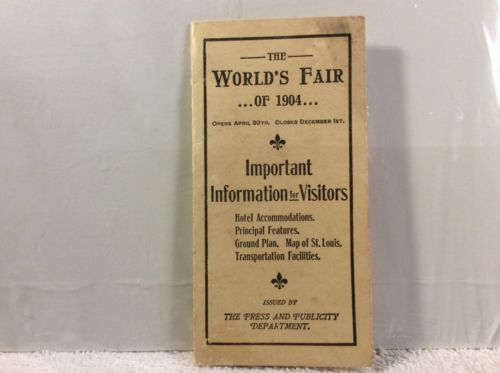 THE
WORLD'S FAIR
...OF 1904...
OPENS APRIL 30TH. CLOSES DECEMBER 1ST.
Important
Information for Visitors
Hotel Accommodations.
Principal Features.
Ground Plan. Map of St. Louis.
Transportation Facilities.
ISSUED BY
THE PRESS AND PUBLICITY
DEPARTMENT.